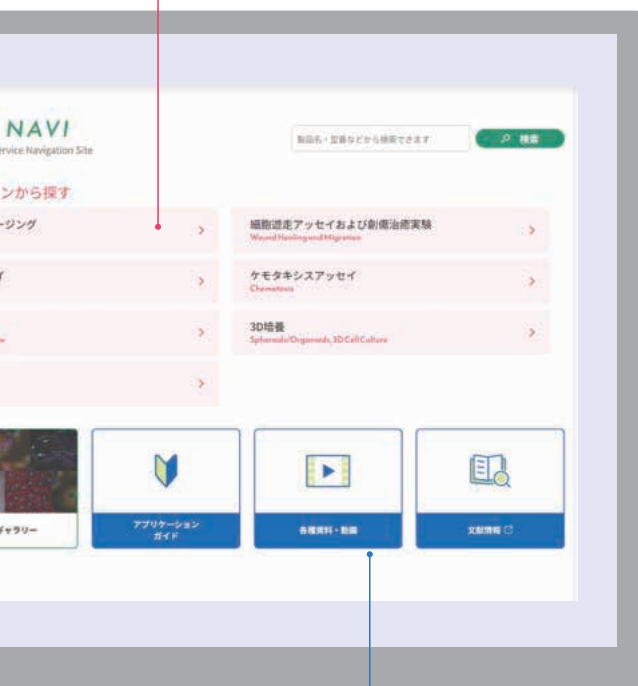 NAVI
ervice Navigation Site
製品名・型番などから検索できます
検索
ンから探す
ージング
細胞遊走アッセイおよび創傷治癒実験
Wound Healing and Migration
イ
ケモタキシスアッセイ
Chemotaxis
3D培養
Spheroids/Organoids, 3D Cell Culture
ギャラリー
アプリケーション
ガイド
各種資料・動画
文献情報